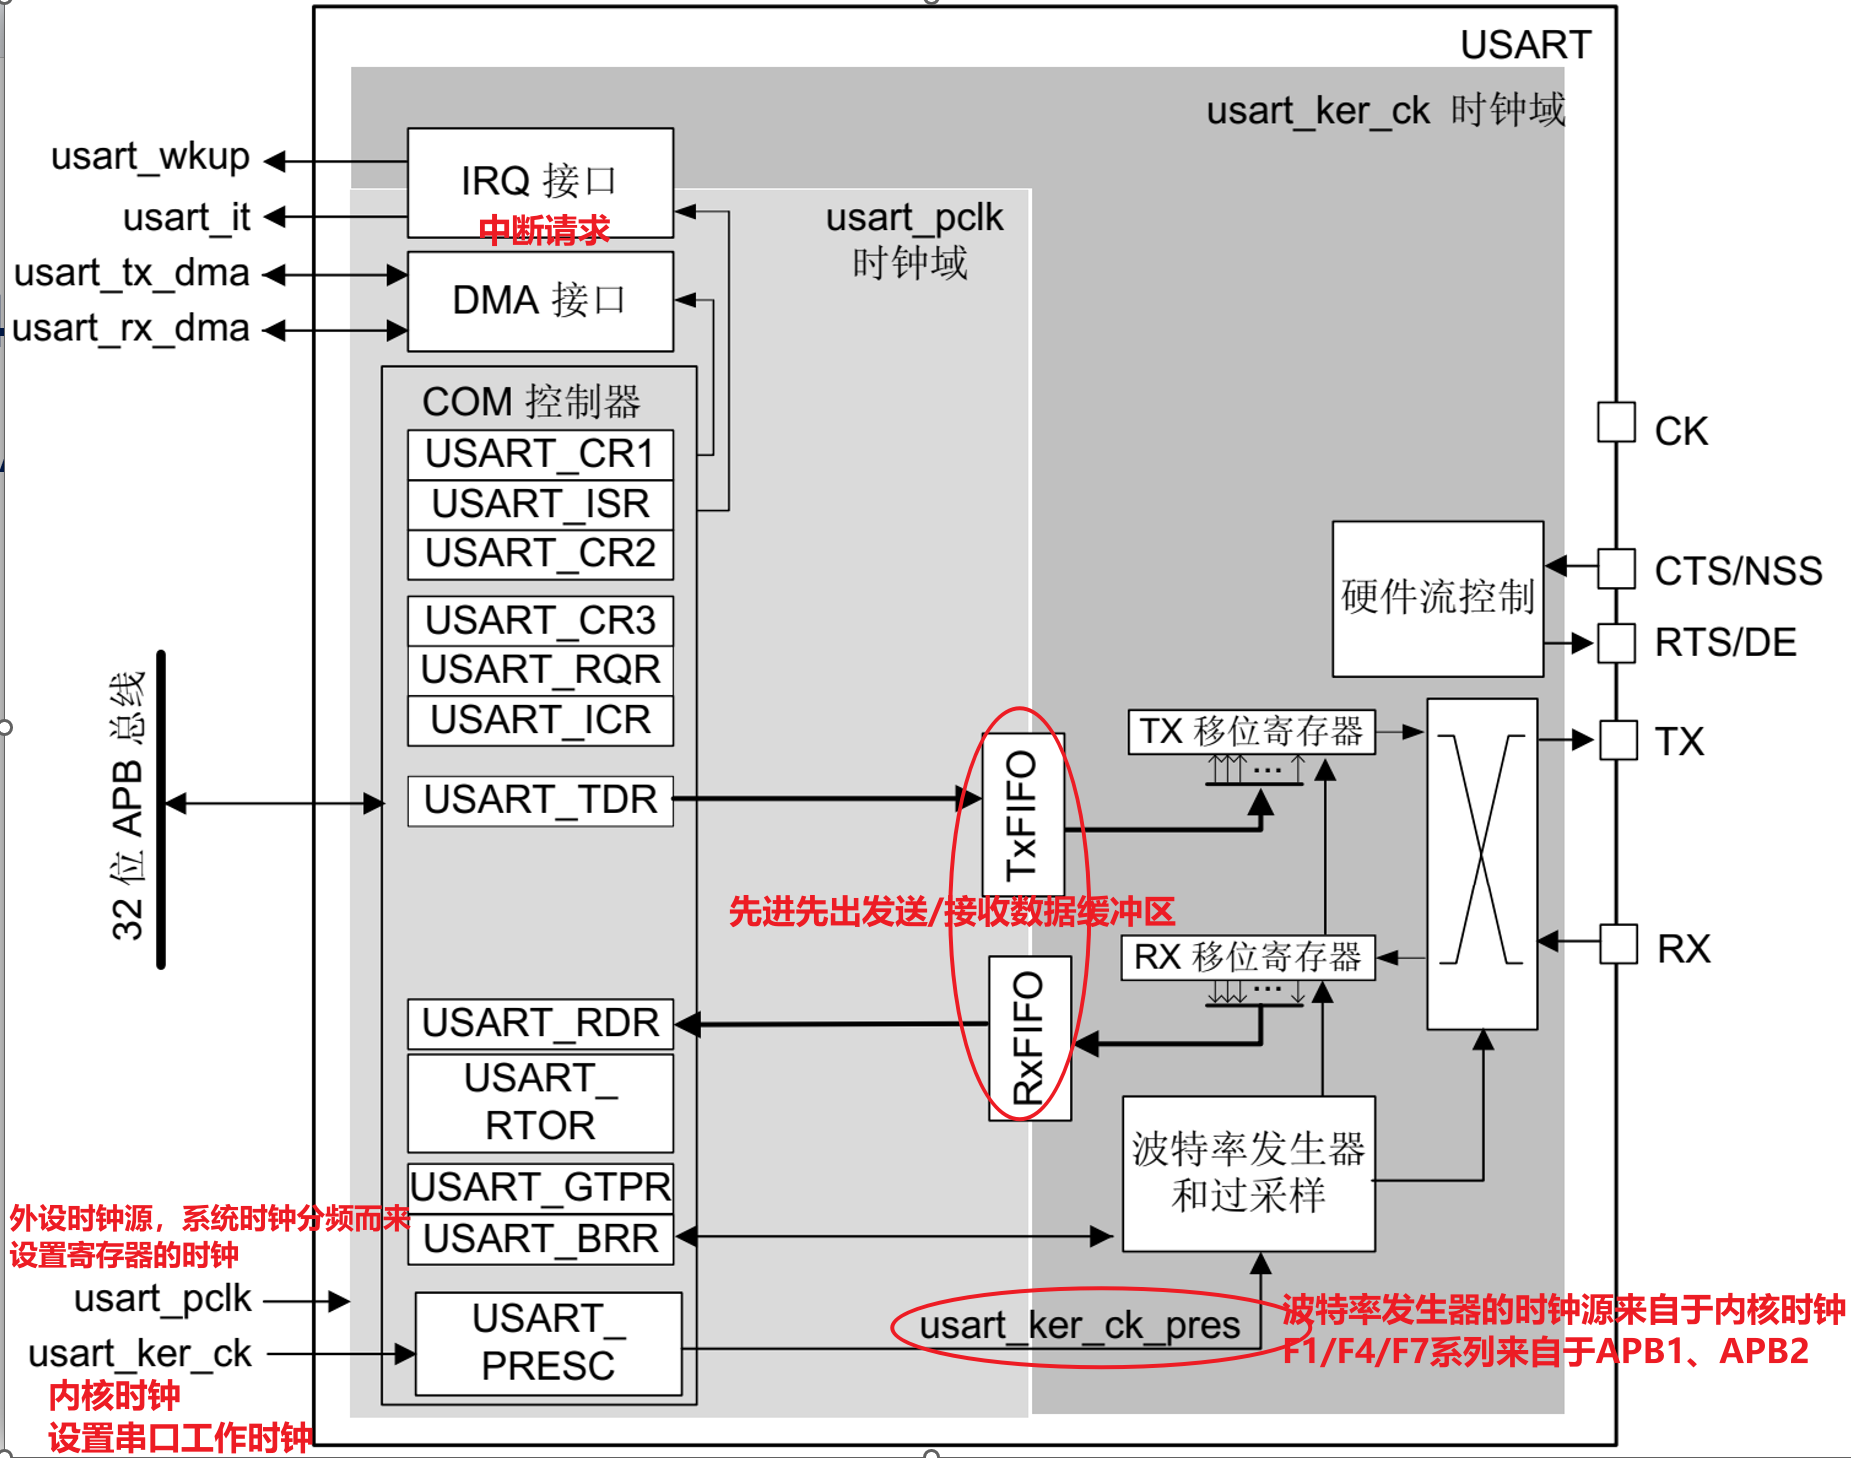 USART
usart_ker_ck 时钟域
usart_wkup
IRQ 接口
中断请求
usart_it
usart_pclk
时钟域
usart_tx_dma
DMA 接口
usart_rx_dma
COM 控制器
USART_CR1
USART_ISR
USART_CR2
USART_CR3
USART_RQR
USART_ICR
USART_TDR
CK
CTS/NSS
硬件流控制
RTS/DE
32 位 APB 总线
TxFIFO
TX 移位寄存器
...
TX
先进先出发送/接收数据缓冲区
RX 移位寄存器
...
RX
USART_RDR
RxFIFO
USART_
RTOR
USART_GTPR
USART_BRR
波特率发生器
和过采样
外设时钟源，系统时钟分频而来
设置寄存器的时钟
usart_pclk
usart_ker_ck
内核时钟
设置串口工作时钟
USART_
PRESC
usart_ker_ck_pres
波特率发生器的时钟源来自于内核时钟
F1/F4/F7系列来自于APB1、APB2